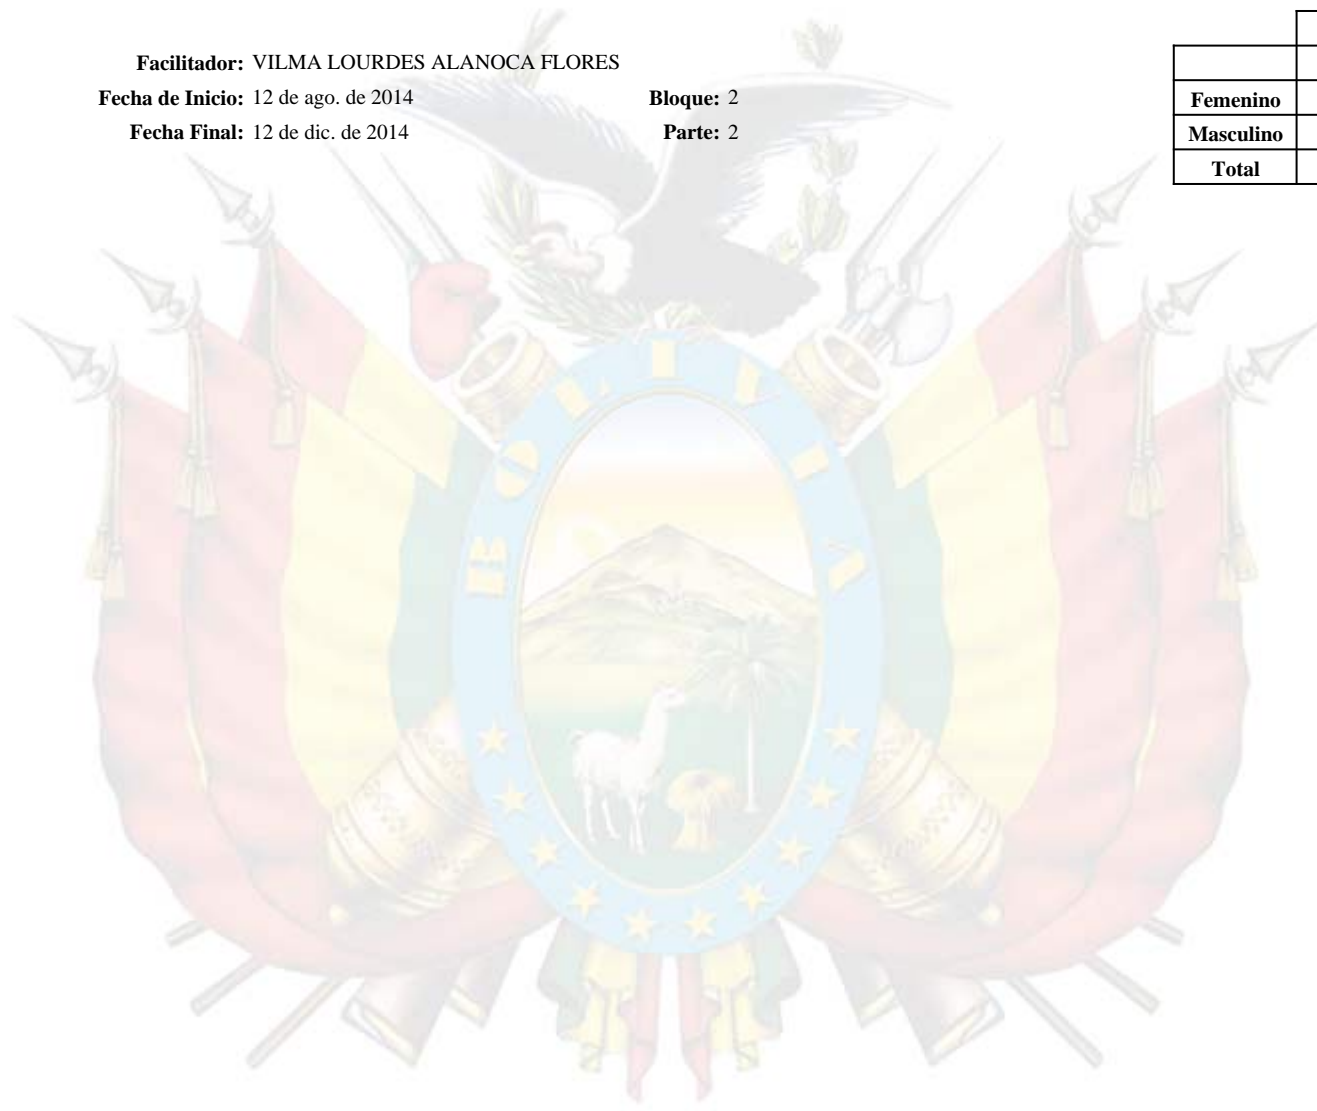 Facilitador: VILMA LOURDES ALANOCA FLORES
Fecha de Inicio: 12 de ago. de 2014 Bloque: 2
Fecha Final: 12 de dic. de 2014 Parte: 2
Femenino
Masculino
Total
BOLIVIA